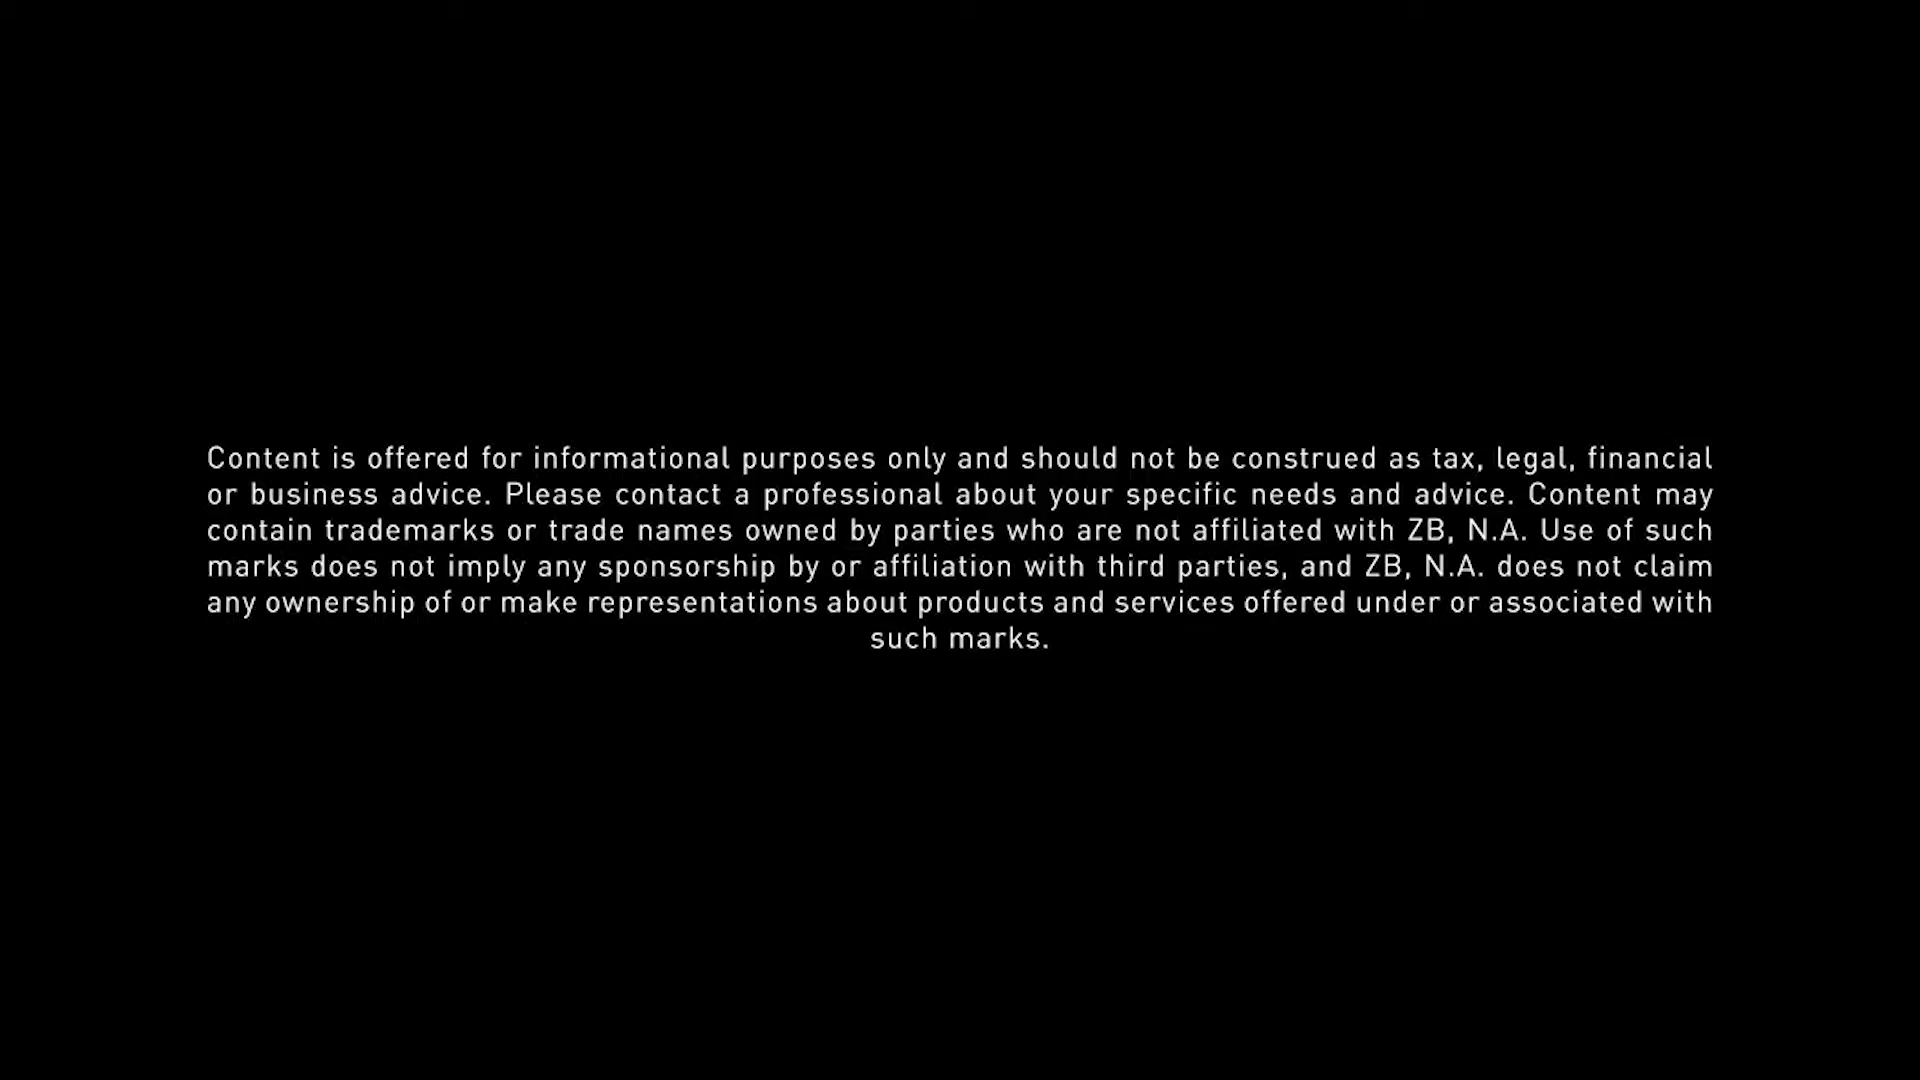 Content is offered for informational purposes only and should not be construed as tax, legal, financial
or business advice. Please contact a professional about your specific needs and advice. Content may
contain trademarks or trade names owned by parties who are not affiliated with ZB, N.A. Use of such
marks does not imply any sponsorship by or affiliation with third parties, and ZB, N.A. does not claim
any ownership of or make representations about products and services offered under or associated with
such marks.